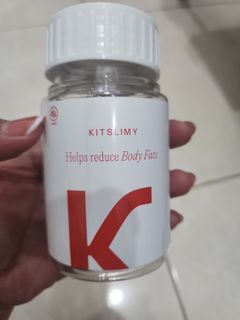 KITSLIMY
Helps reduce Body Fats
K